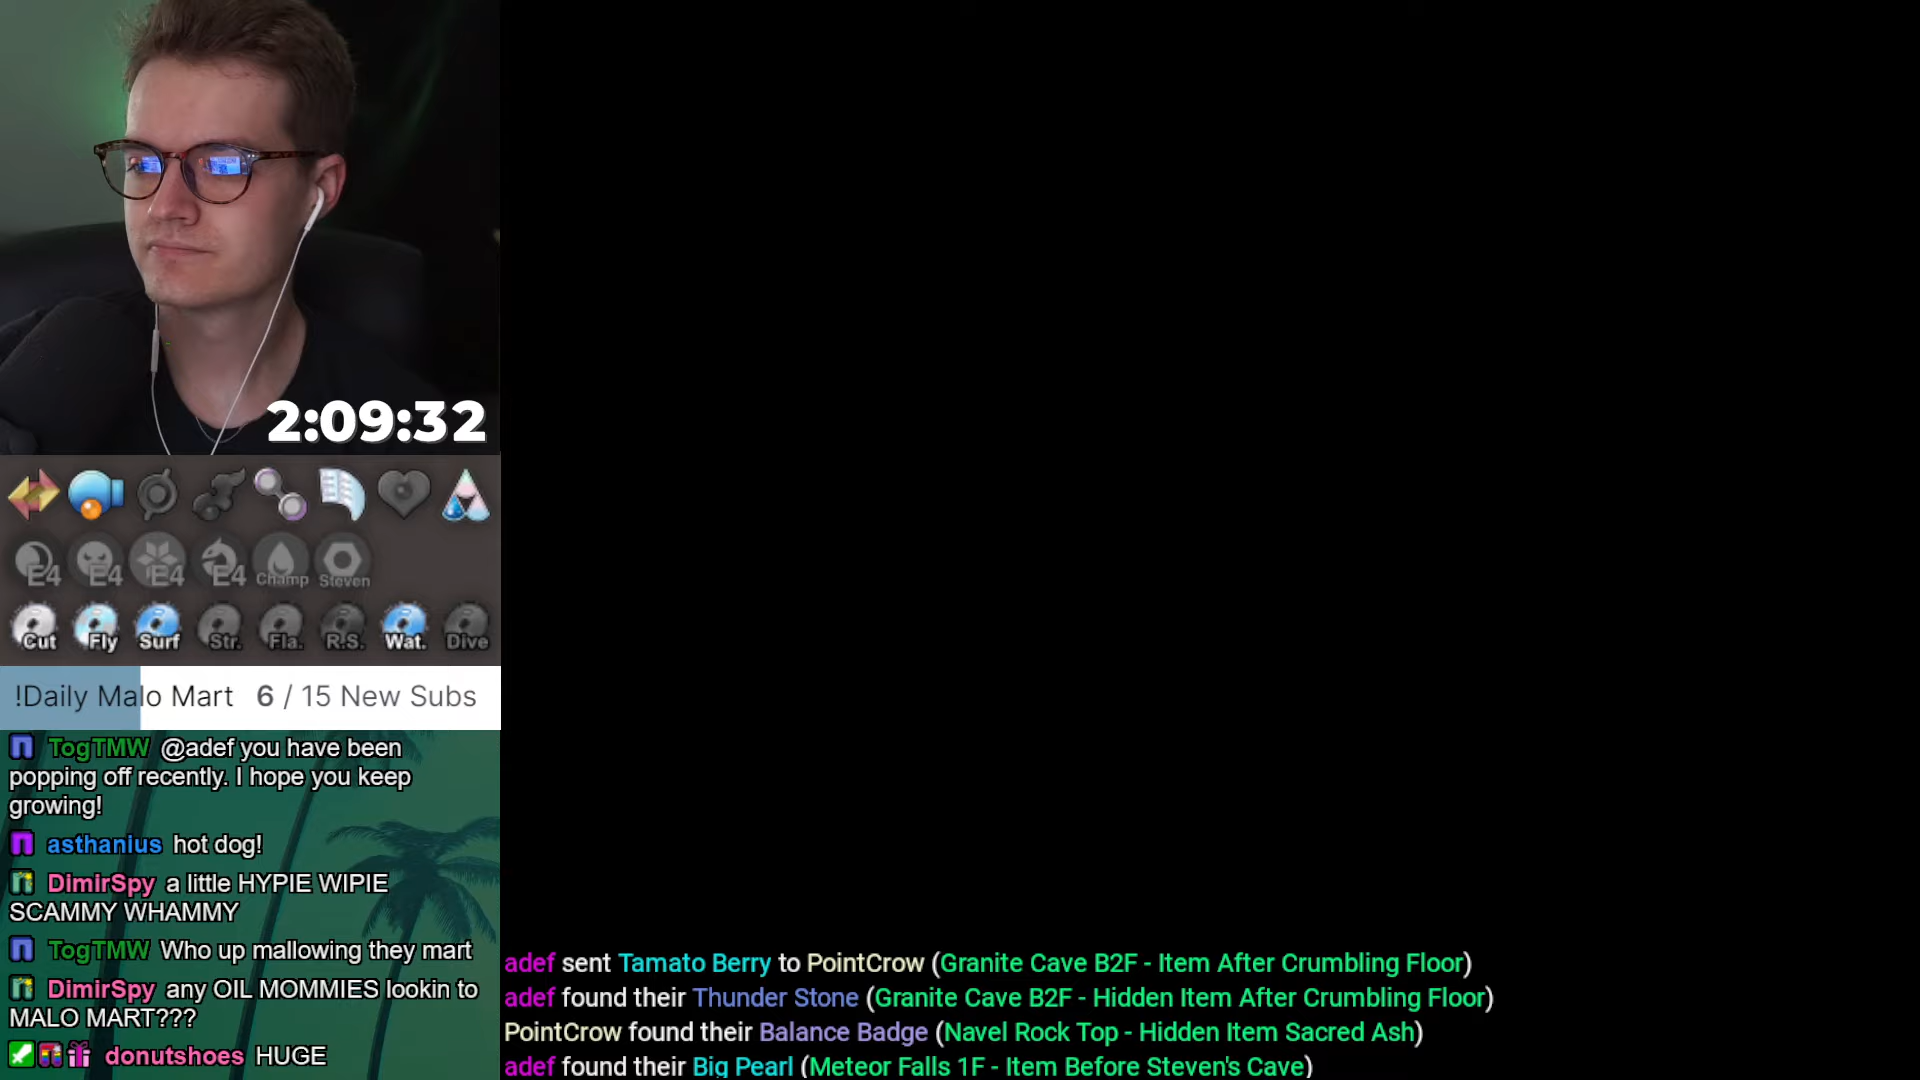 2:09:32
E4 E4 E4 E4 Champ Steven
Cut Fly Surf Str. Fla. R.S. Wat. Dive
!Daily Malo Mart 6 / 15 New Subs
TogTMW @adef you have been
popping off recently. I hope you keep
growing!
asthanius hot dog!
DimirSpy a little HYPIE WIPIE
SCAMMY WHAMMY
TogTMW Who up mallowing they mart
DimirSpy any OIL MOMMIES lookin to
MALO MART???
donutshoes HUGE
adef sent Tamato Berry to PointCrow (Granite Cave B2F - Item After Crumbling Floor)
adef found their Thunder Stone (Granite Cave B2F - Hidden Item After Crumbling Floor)
PointCrow found their Balance Badge (Navel Rock Top - Hidden Item Sacred Ash)
adef found their Big Pearl (Meteor Falls 1F - Item Before Steven's Cave)